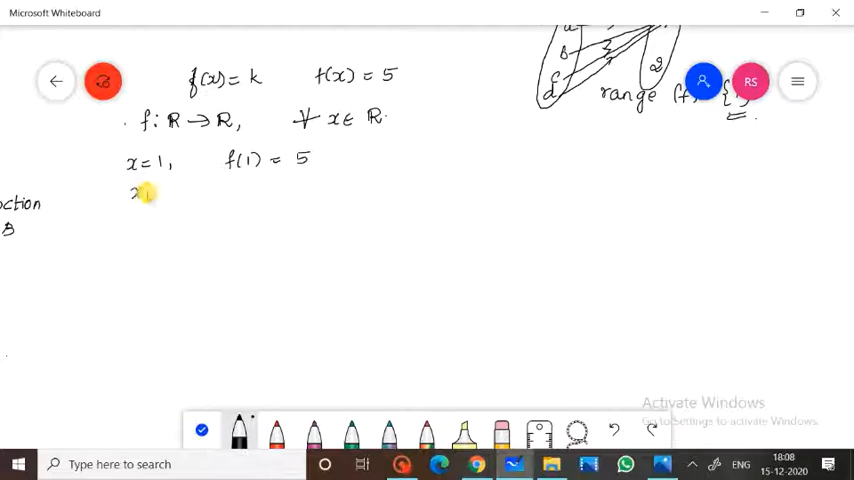 Microsoft Whiteboard
f(x) = k f(x) = 5
f: R → R, ∀ x ∈ R.
x = 1, f(1) = 5
x
a
b
c
d
2
range (f)
RS
B
Activate Windows
Go to Settings to activate Windows.
Type here to search
ENG
18:08
15-12-2020